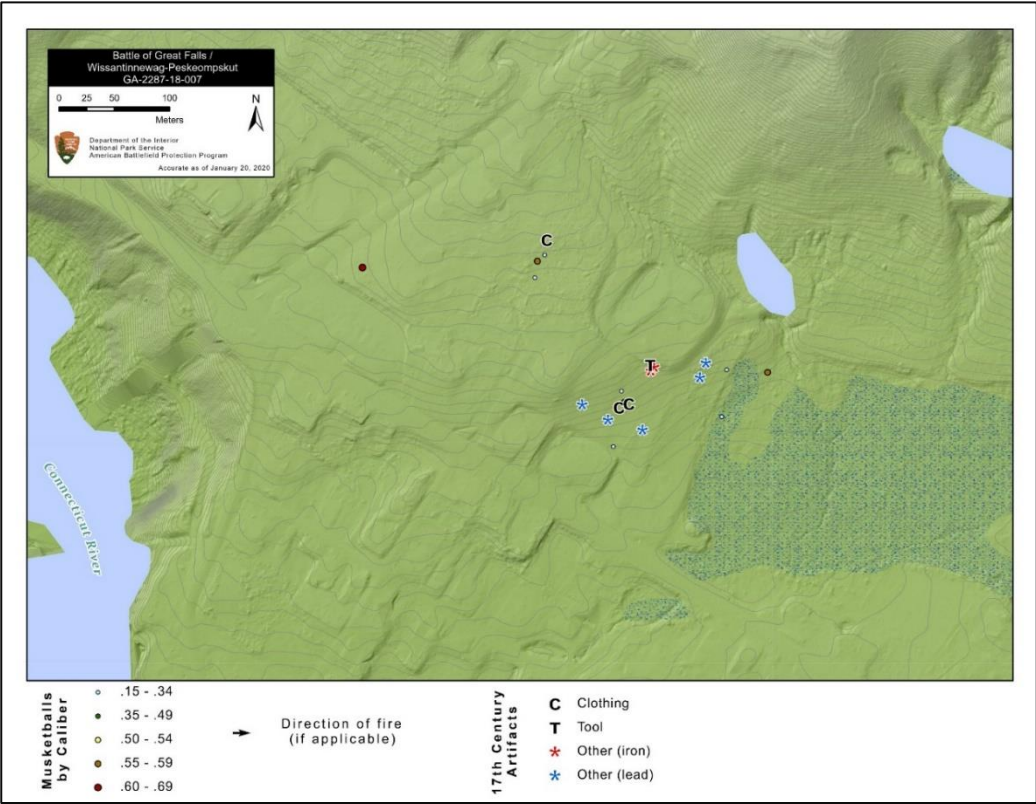 Battle of Great Falls /
Wissantinnewag-Peskeompskut
GA-2287-18-007
0 25 50 100
Meters
N
Department of the Interior
National Park Service
American Battlefield Protection Program
Accurate as of January 20, 2020
C
T
C C
Connecticut River
Musketballs
by Caliber
.15 - .34
.35 - .49
.50 - .54
.55 - .59
.60 - .69
Direction of fire
(if applicable)
17th Century
Artifacts
C Clothing
T Tool
* Other (iron)
* Other (lead)